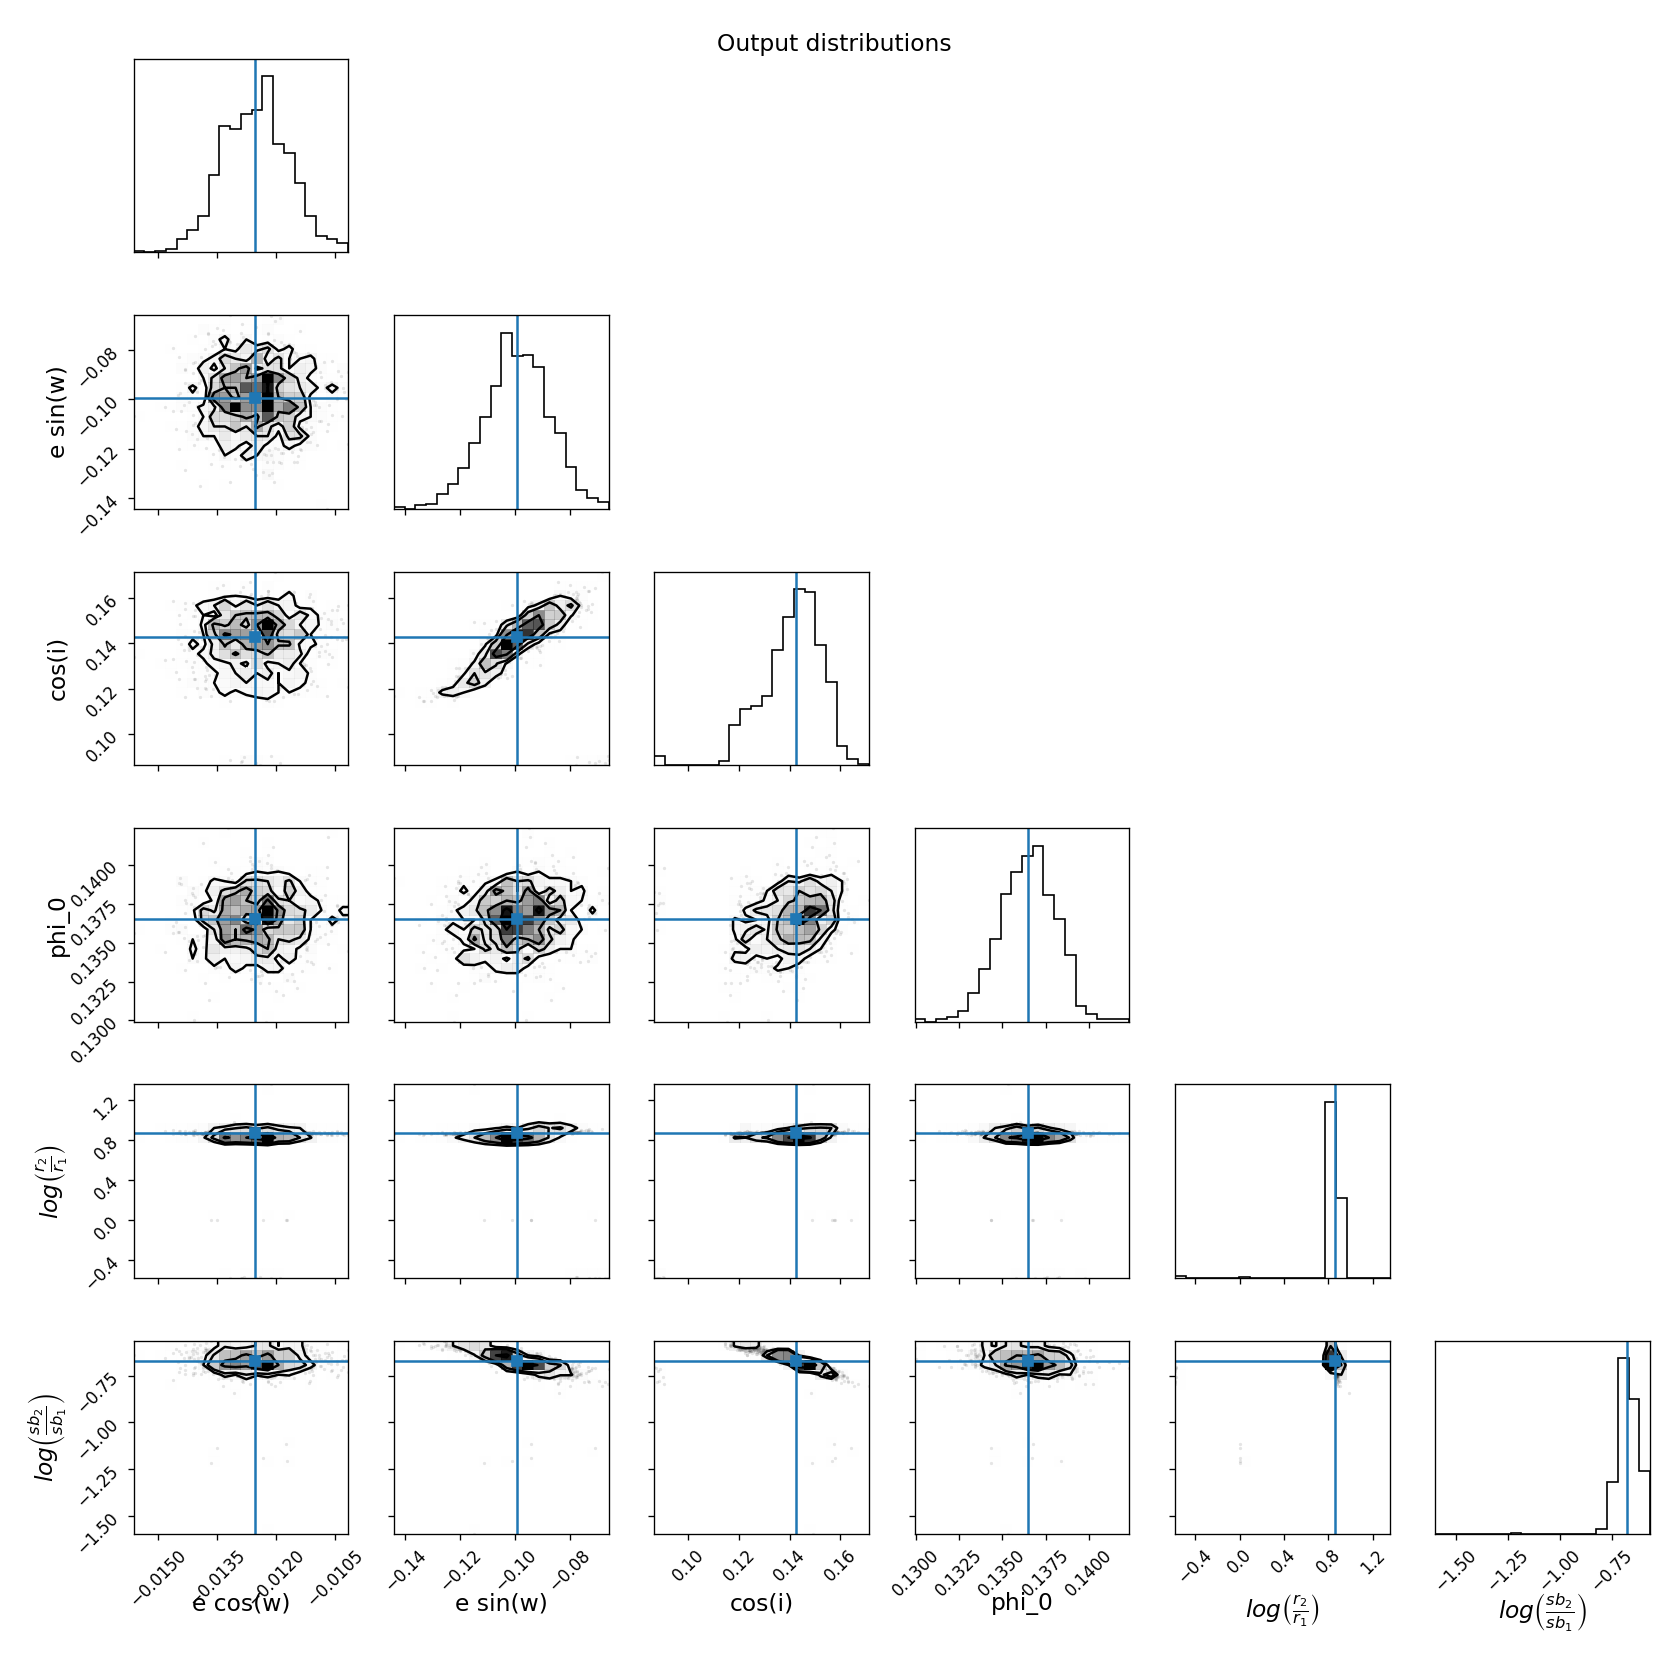 Output distributions
e sin(w)
−0.08
−0.10
−0.12
−0.14
cos(i)
0.16
0.14
0.12
0.10
phi_0
0.1400
0.1375
0.1350
0.1325
0.1300
log(r₂/r₁)
1.2
0.8
0.4
0.0
−0.4
log(sb₂/sb₁)
−0.75
−1.00
−1.25
−1.50
−0.0150 −0.0135 −0.0120 −0.0105
−0.14 −0.12 −0.10 −0.08
0.10 0.12 0.14 0.16
0.1300 0.1325 0.1350 0.1375 0.1400
−0.4 0.0 0.4 0.8 1.2
−1.50 −1.25 −1.00 −0.75
e cos(w)
e sin(w)
cos(i)
phi_0
log(r₂/r₁)
log(sb₂/sb₁)